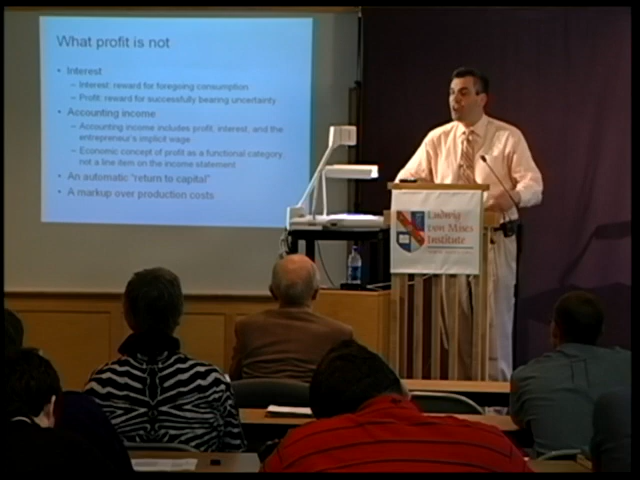 What profit is not
• Interest
– Interest: reward for foregoing consumption
– Profit: reward for successfully bearing uncertainty
• Accounting income
– Accounting income includes profit, interest, and the
entrepreneur's implicit wage
– Economic concept of profit as a functional category,
not a line item on the income statement
• An automatic "return to capital"
• A markup over production costs
Ludwig
von Mises
Institute